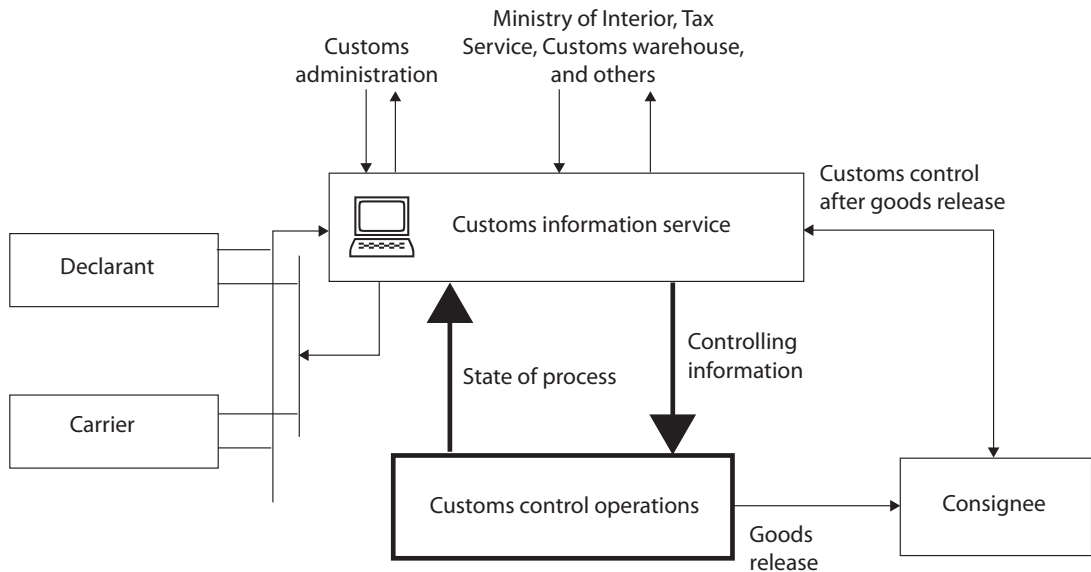 Ministry of Interior, Tax
Service, Customs warehouse,
and others
Customs
administration
Customs control
after goods release
Customs information service
Declarant
Controlling
information
State of process
Carrier
Customs control operations
Consignee
Goods
release